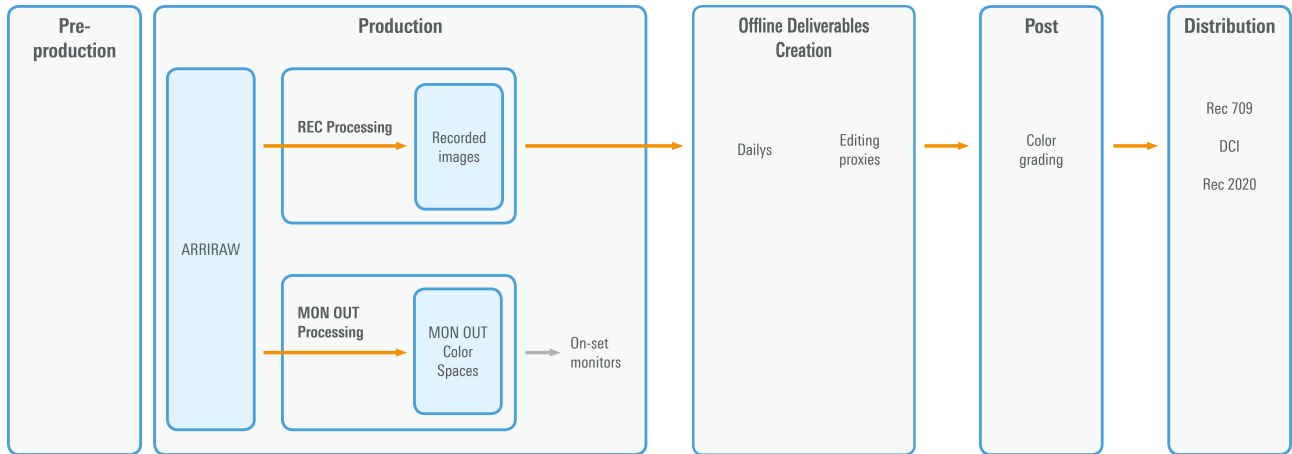 Pre-
production
Production
Offline Deliverables
Creation
Post
Distribution
ARRIRAW
REC Processing
Recorded
images
MON OUT
Processing
MON OUT
Color
Spaces
On-set
monitors
Dailys
Editing
proxies
Color
grading
Rec 709
DCI
Rec 2020